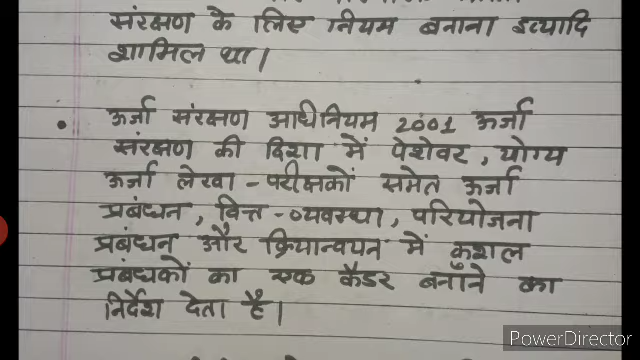 संरक्षण के लिए नियम बनाना इत्यादि
शामिल था।
ऊर्जा संरक्षण अधिनियम 2001 ऊर्जा
संरक्षण की दिशा में पेशेवर, योग्य
ऊर्जा लेखा-परीक्षकों समेत ऊर्जा
प्रबंधन, वित्त-व्यवस्था, परियोजना
प्रबंधन और क्रियान्वयन में कुशल
प्रबंधकों का एक कैडर बनाने का
निर्देश देता है।
PowerDirector